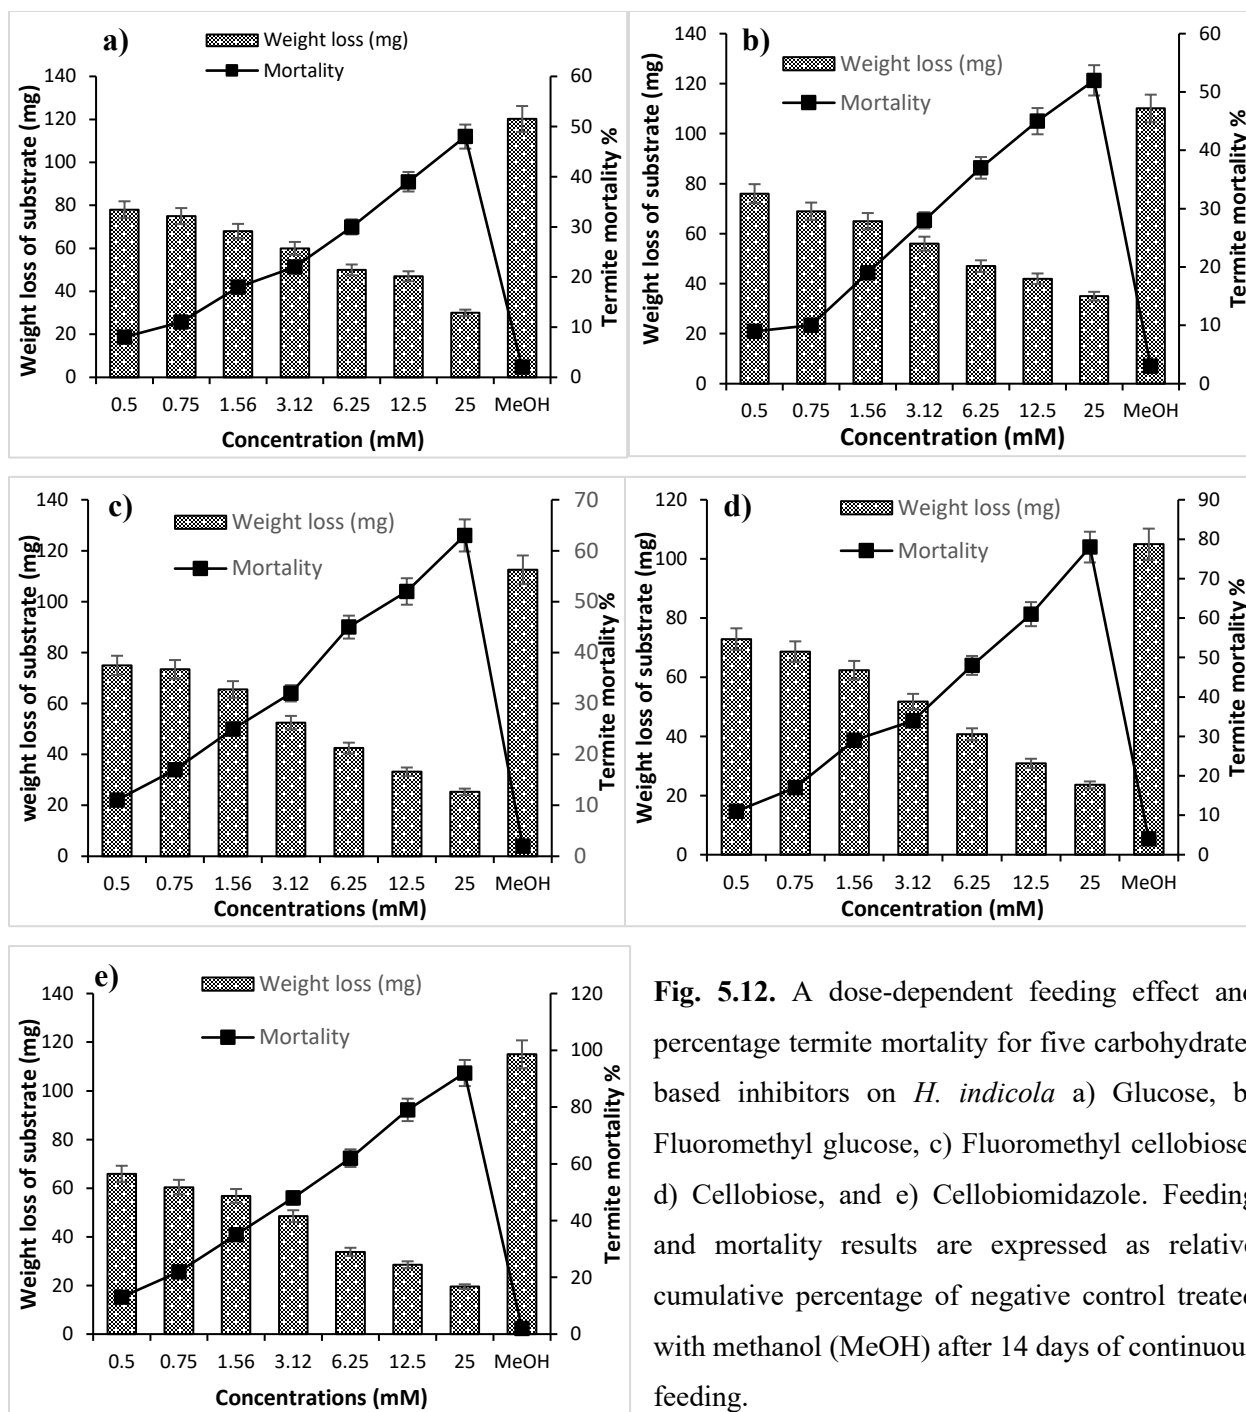 a)
Weight loss (mg)
Mortality
Weight loss of substrate (mg)
140
120
100
80
60
40
20
0
60
50
40
30
20
10
0
Termite mortality %
0.5 0.75 1.56 3.12 6.25 12.5 25 MeOH
Concentration (mM)
b)
Weight loss (mg)
Mortality
Weight loss of substrate (mg)
140
120
100
80
60
40
20
0
60
50
40
30
20
10
0
Termite mortality %
0.5 0.75 1.56 3.12 6.25 12.5 25 MeOH
Concentration (mM)
c)
Weight loss (mg)
Mortality
weight loss of substrate (mg)
140
120
100
80
60
40
20
0
70
60
50
40
30
20
10
0
Termite mortality %
0.5 0.75 1.56 3.12 6.25 12.5 25 MeOH
Concentrations (mM)
d)
Weight loss (mg)
Mortality
Weight loss of substrate (mg)
120
100
80
60
40
20
0
90
80
70
60
50
40
30
20
10
0
Termite mortality %
0.5 0.75 1.56 3.12 6.25 12.5 25 MeOH
Concentration (mM)
e)
Weight loss (mg)
Mortality
Weight loss of substrate (mg)
140
120
100
80
60
40
20
0
120
100
80
60
40
20
0
Termite mortality %
0.5 0.75 1.56 3.12 6.25 12.5 25 MeOH
Concentrations (mM)
Fig. 5.12. A dose-dependent feeding effect and
percentage termite mortality for five carbohydrate
based inhibitors on H. indicola a) Glucose, b
Fluoromethyl glucose, c) Fluoromethyl cellobiose
d) Cellobiose, and e) Cellobiomidazole. Feeding
and mortality results are expressed as relative
cumulative percentage of negative control treated
with methanol (MeOH) after 14 days of continuou
feeding.